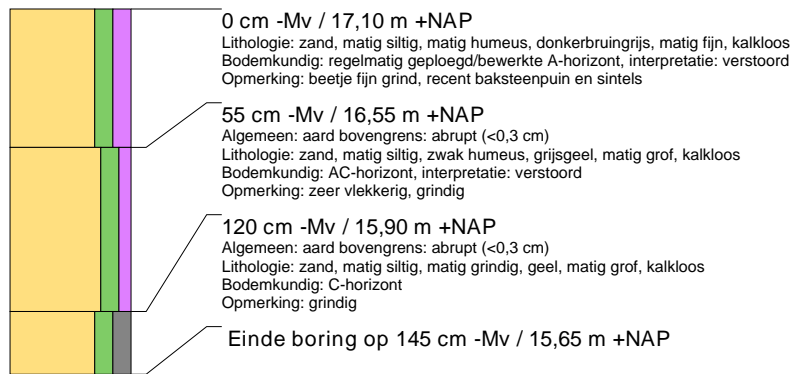 0 cm -Mv / 17,10 m +NAP
Lithologie: zand, matig siltig, matig humeus, donkerbruingrijs, matig fijn, kalkloos
Bodemkundig: regelmatig geploegd/bewerkte A-horizont, interpretatie: verstoord
Opmerking: beetje fijn grind, recent baksteenpuin en sintels
55 cm -Mv / 16,55 m +NAP
Algemeen: aard bovengrens: abrupt (<0,3 cm)
Lithologie: zand, matig siltig, zwak humeus, grijsgeel, matig grof, kalkloos
Bodemkundig: AC-horizont, interpretatie: verstoord
Opmerking: zeer vlekkerig, grindig
120 cm -Mv / 15,90 m +NAP
Algemeen: aard bovengrens: abrupt (<0,3 cm)
Lithologie: zand, matig siltig, matig grindig, geel, matig grof, kalkloos
Bodemkundig: C-horizont
Opmerking: grindig
Einde boring op 145 cm -Mv / 15,65 m +NAP